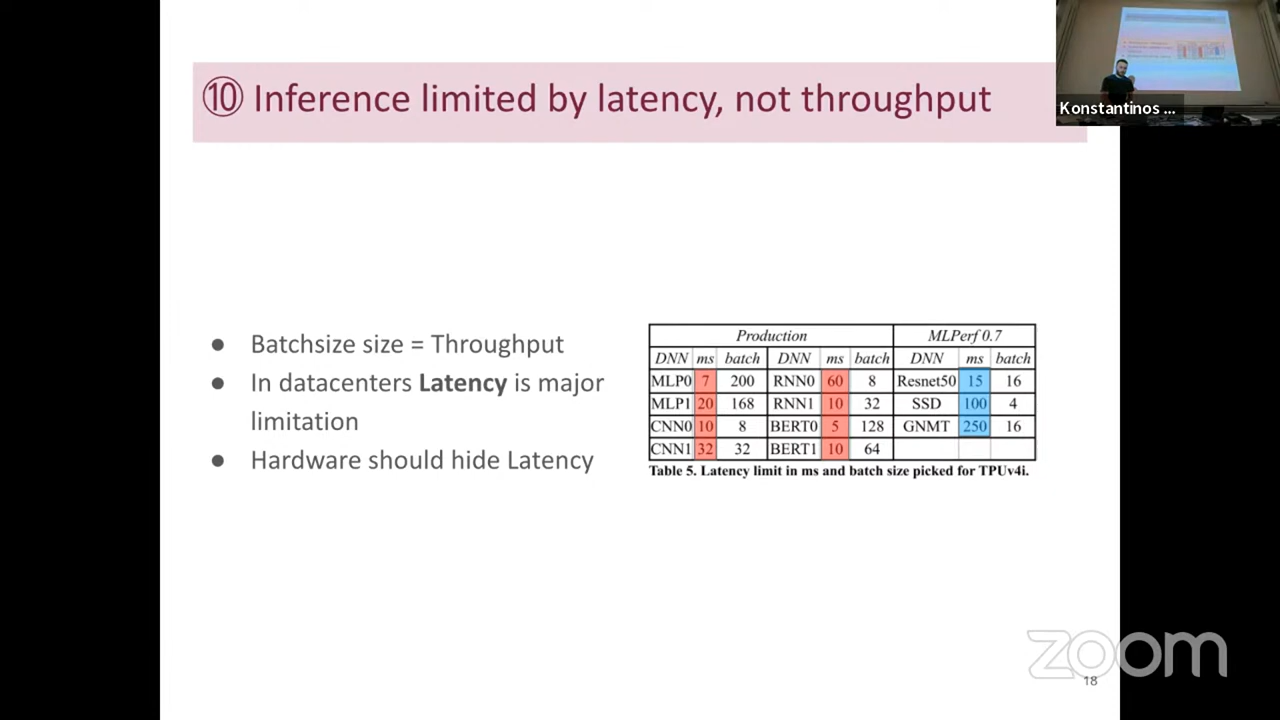 ⑩ Inference limited by latency, not throughput
Konstantinos ...
● Batchsize size = Throughput
● In datacenters Latency is major
limitation
● Hardware should hide Latency
Production MLPerf 0.7
DNN ms batch DNN ms batch DNN ms batch
MLP0 7 200 RNN0 60 8 Resnet50 15 16
MLP1 20 168 RNN1 10 32 SSD 100 4
CNN0 10 8 BERT0 5 128 GNMT 250 16
CNN1 32 32 BERT1 10 64
Table 5. Latency limit in ms and batch size picked for TPUv4i.
zoom
18